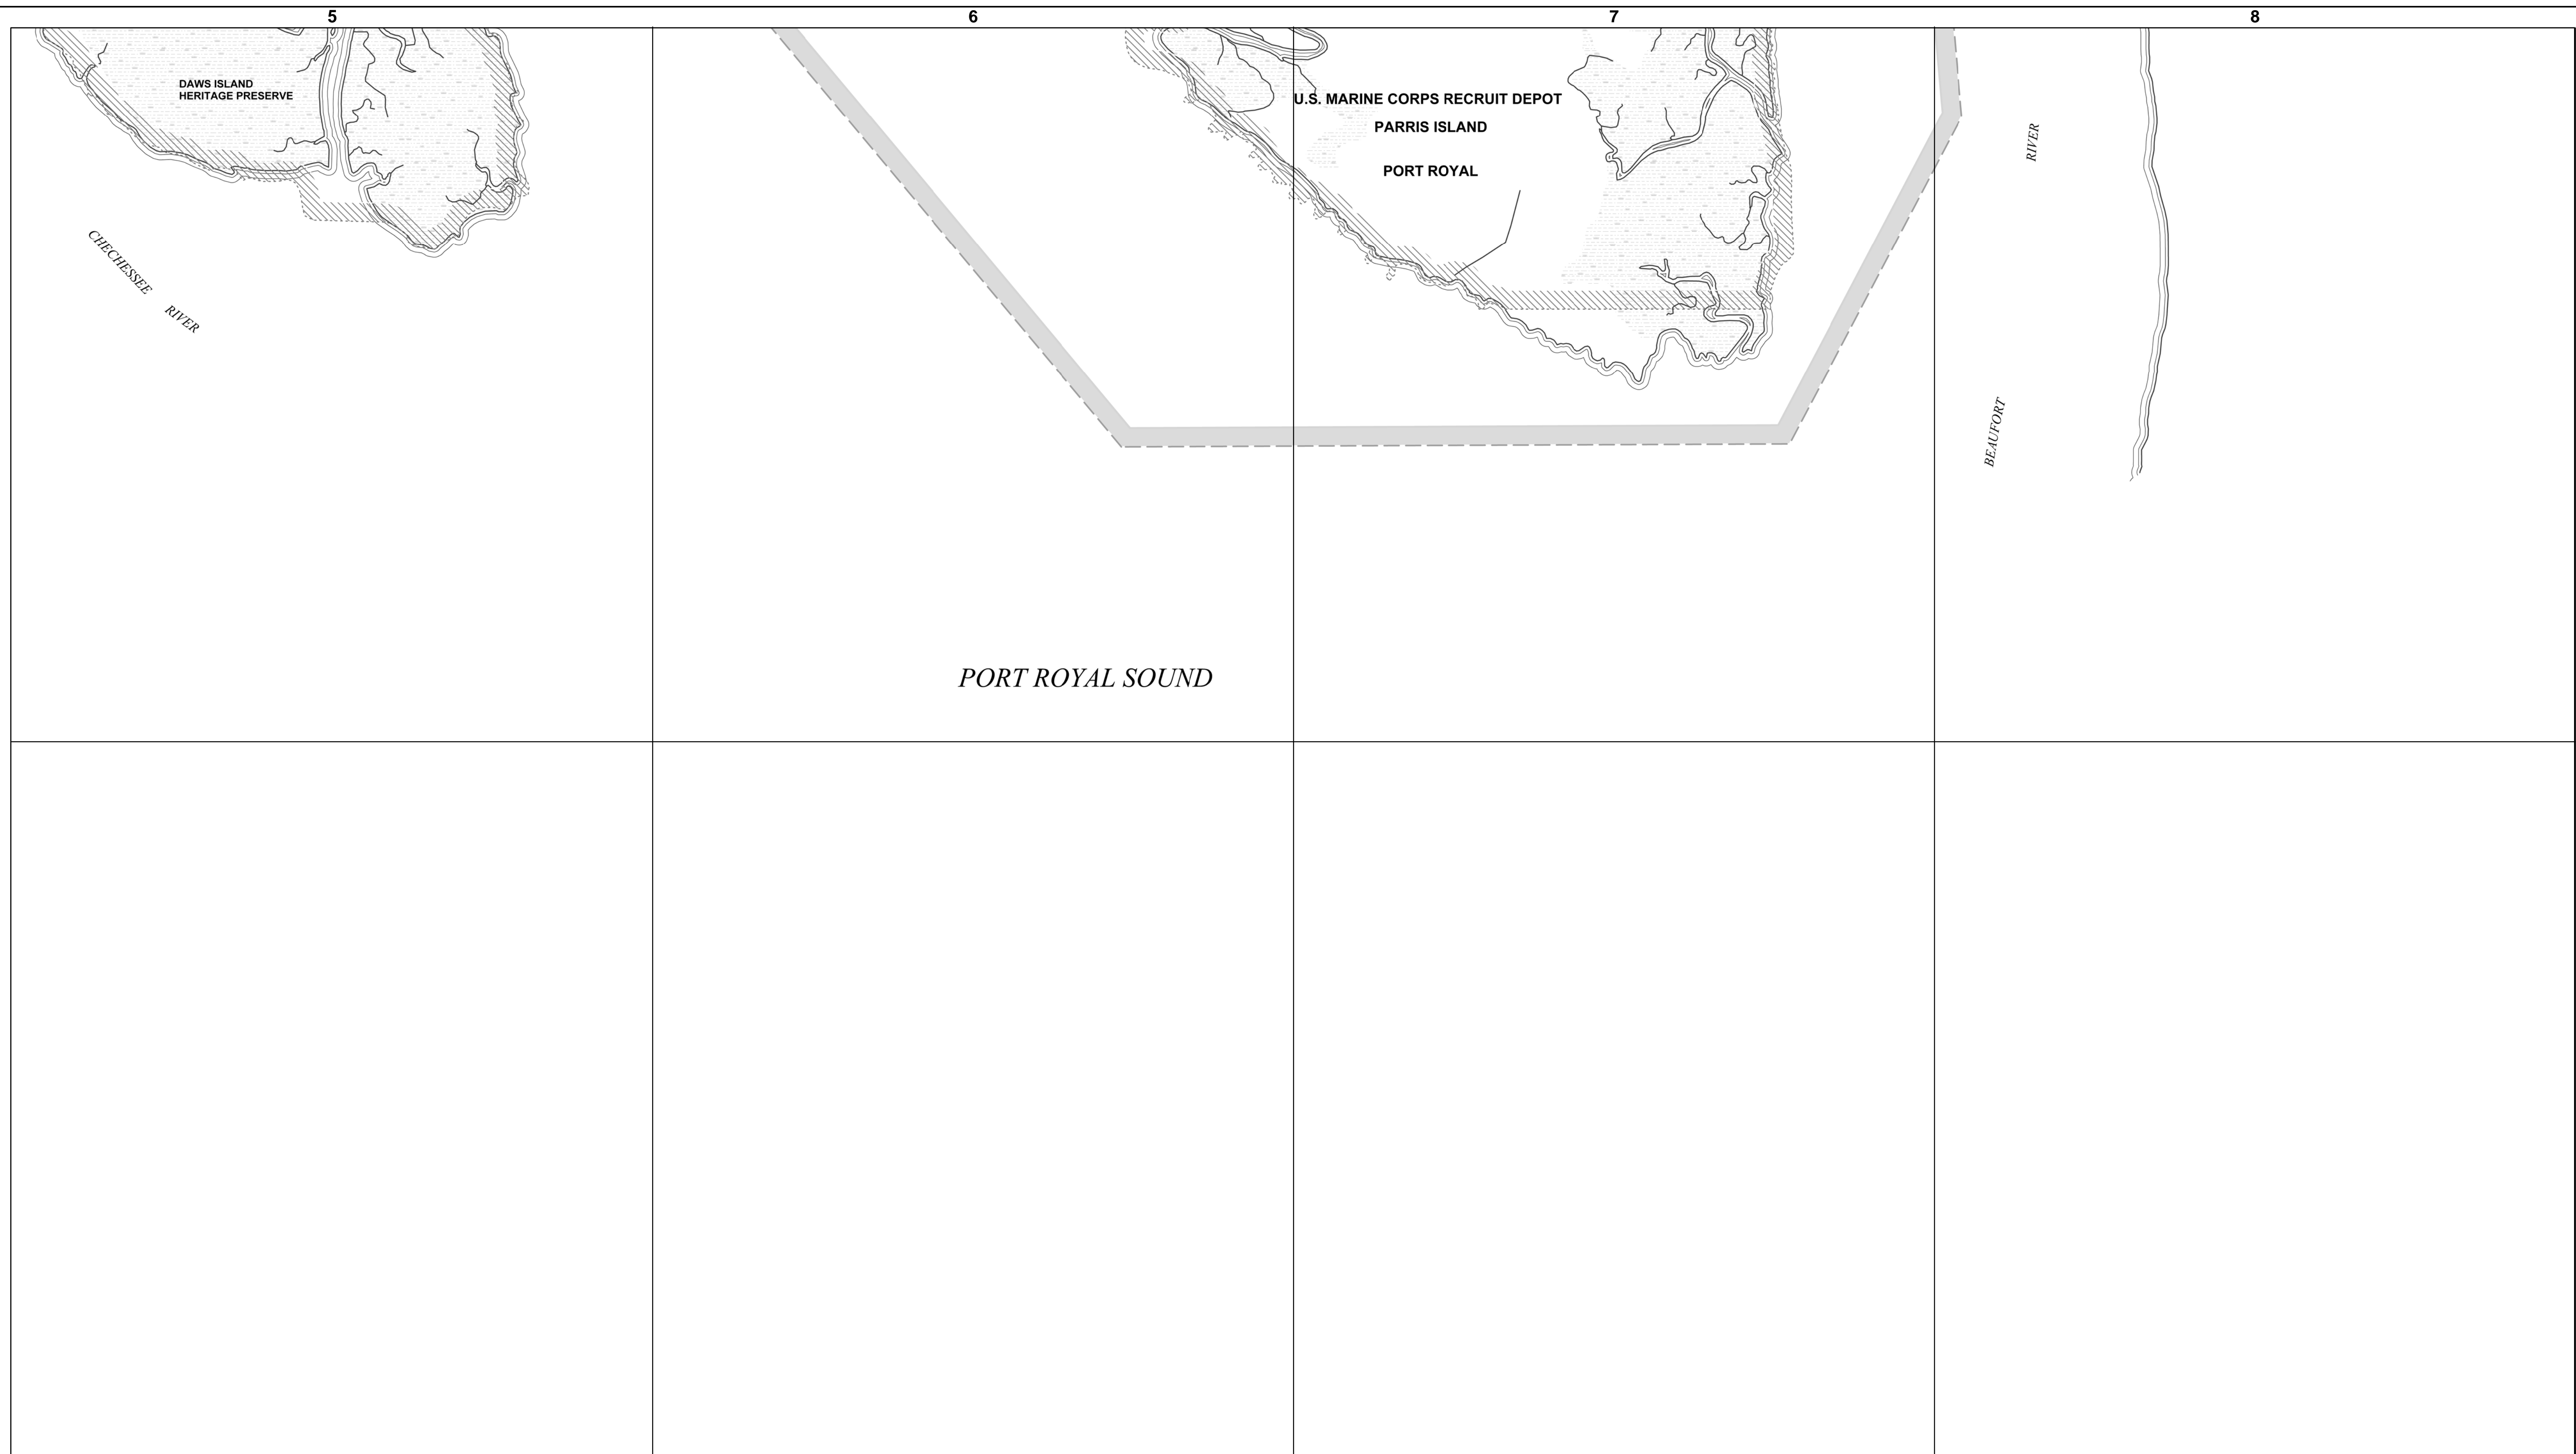 5 6 7 8
DAWS ISLAND
HERITAGE PRESERVE
U.S. MARINE CORPS RECRUIT DEPOT
PARRIS ISLAND
PORT ROYAL
CHECHESSEE RIVER
RIVER
BEAUFORT
PORT ROYAL SOUND